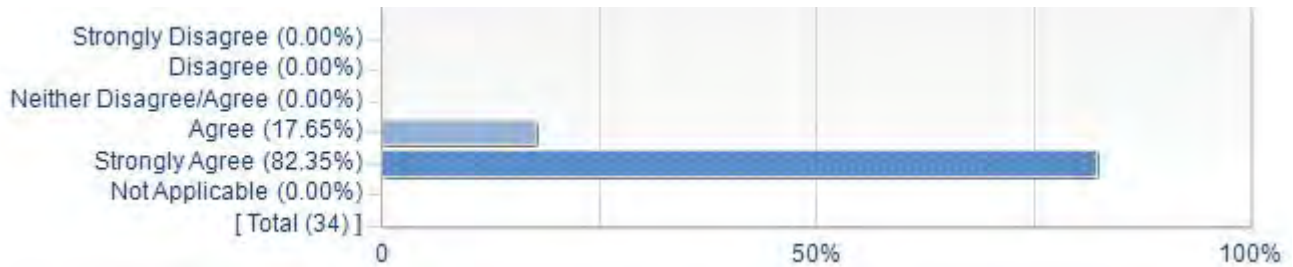 Strongly Disagree (0.00%)
Disagree (0.00%)
Neither Disagree/Agree (0.00%)
Agree (17.65%)
Strongly Agree (82.35%)
Not Applicable (0.00%)
[ Total (34) ]
0 50% 100%